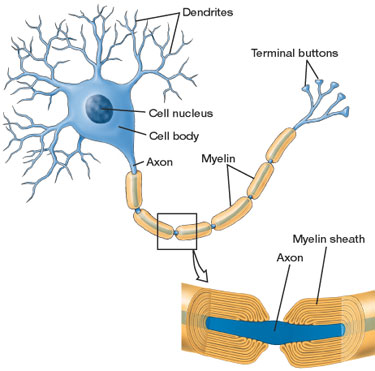 Dendrites
Terminal buttons
Cell nucleus
Cell body
Axon
Myelin
Myelin sheath
Axon